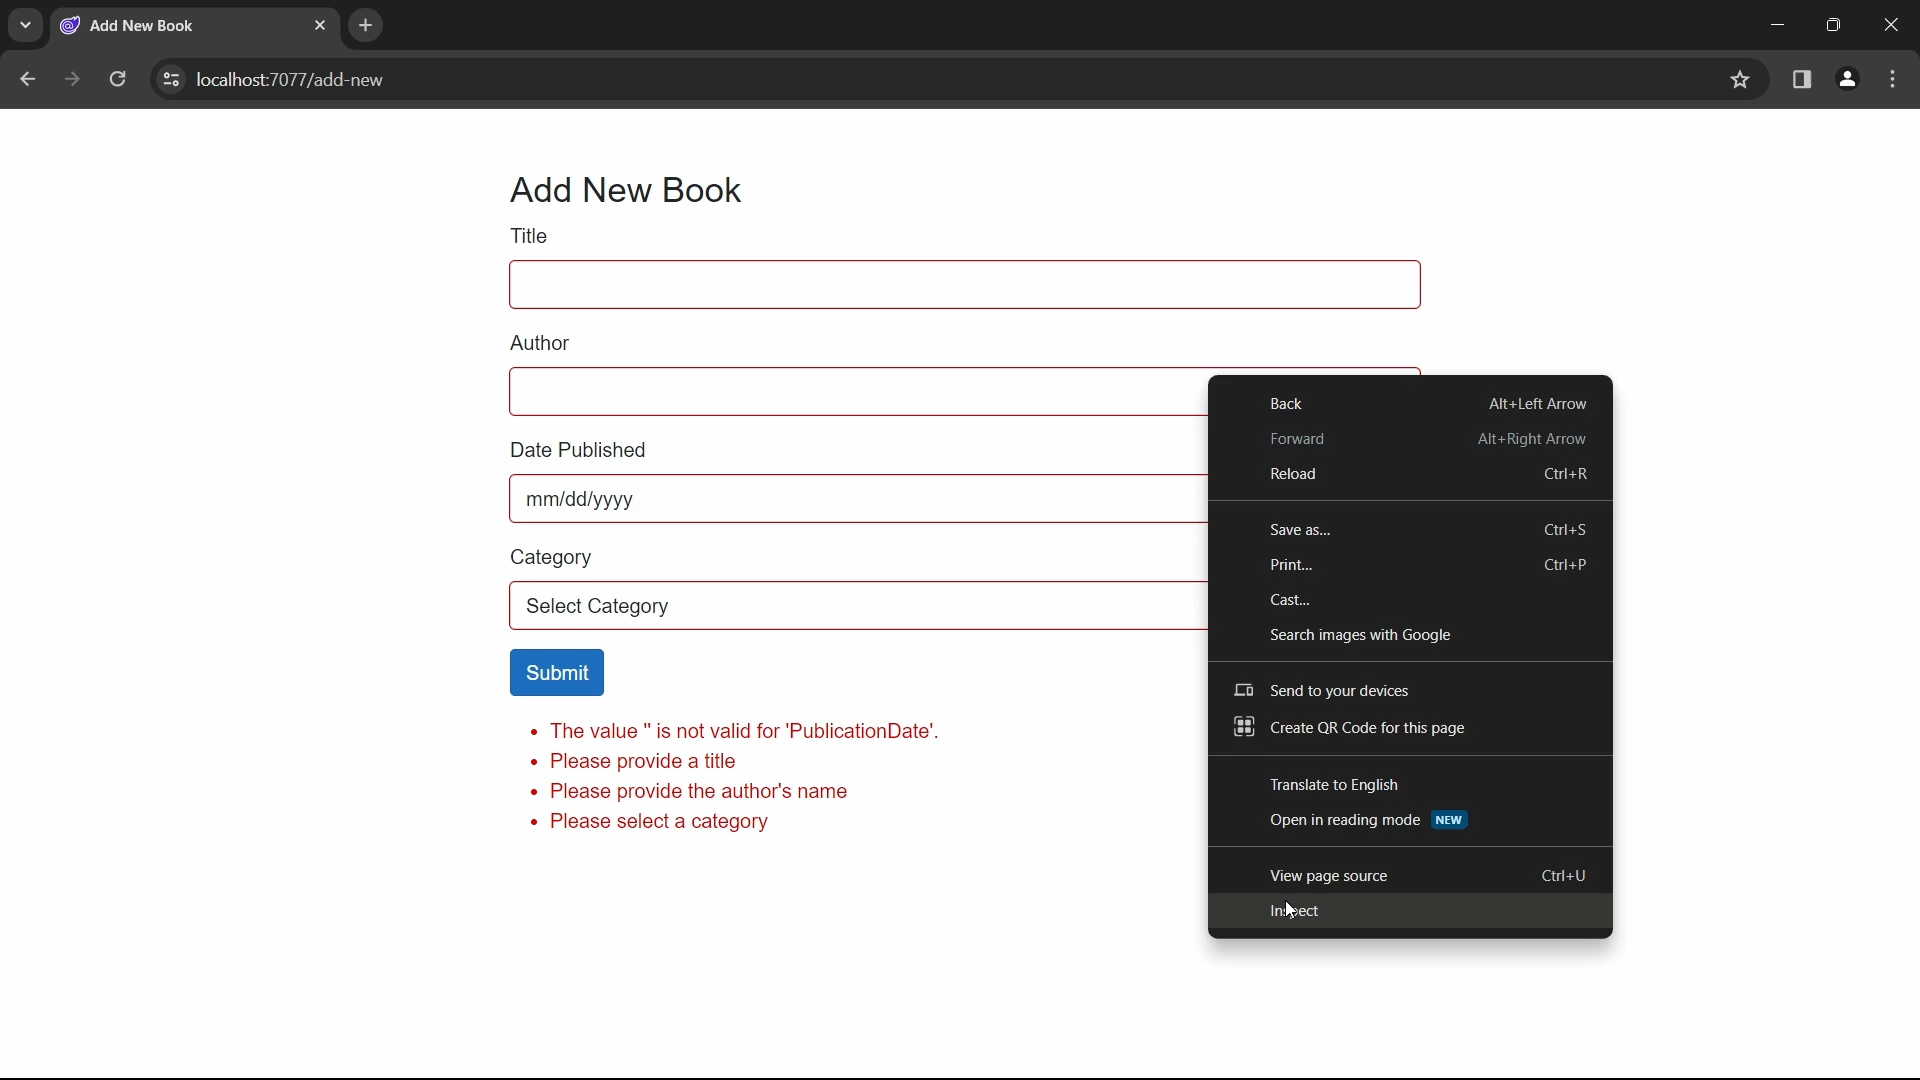 Add New Book
localhost:7077/add-new
Add New Book
Title
Author
Date Published
mm/dd/yyyy
Category
Select Category
Submit
• The value '' is not valid for 'PublicationDate'.
• Please provide a title
• Please provide the author's name
• Please select a category
Back Alt+Left Arrow
Forward Alt+Right Arrow
Reload Ctrl+R
Save as... Ctrl+S
Print... Ctrl+P
Cast...
Search images with Google
Send to your devices
Create QR Code for this page
Translate to English
Open in reading mode NEW
View page source Ctrl+U
Inspect